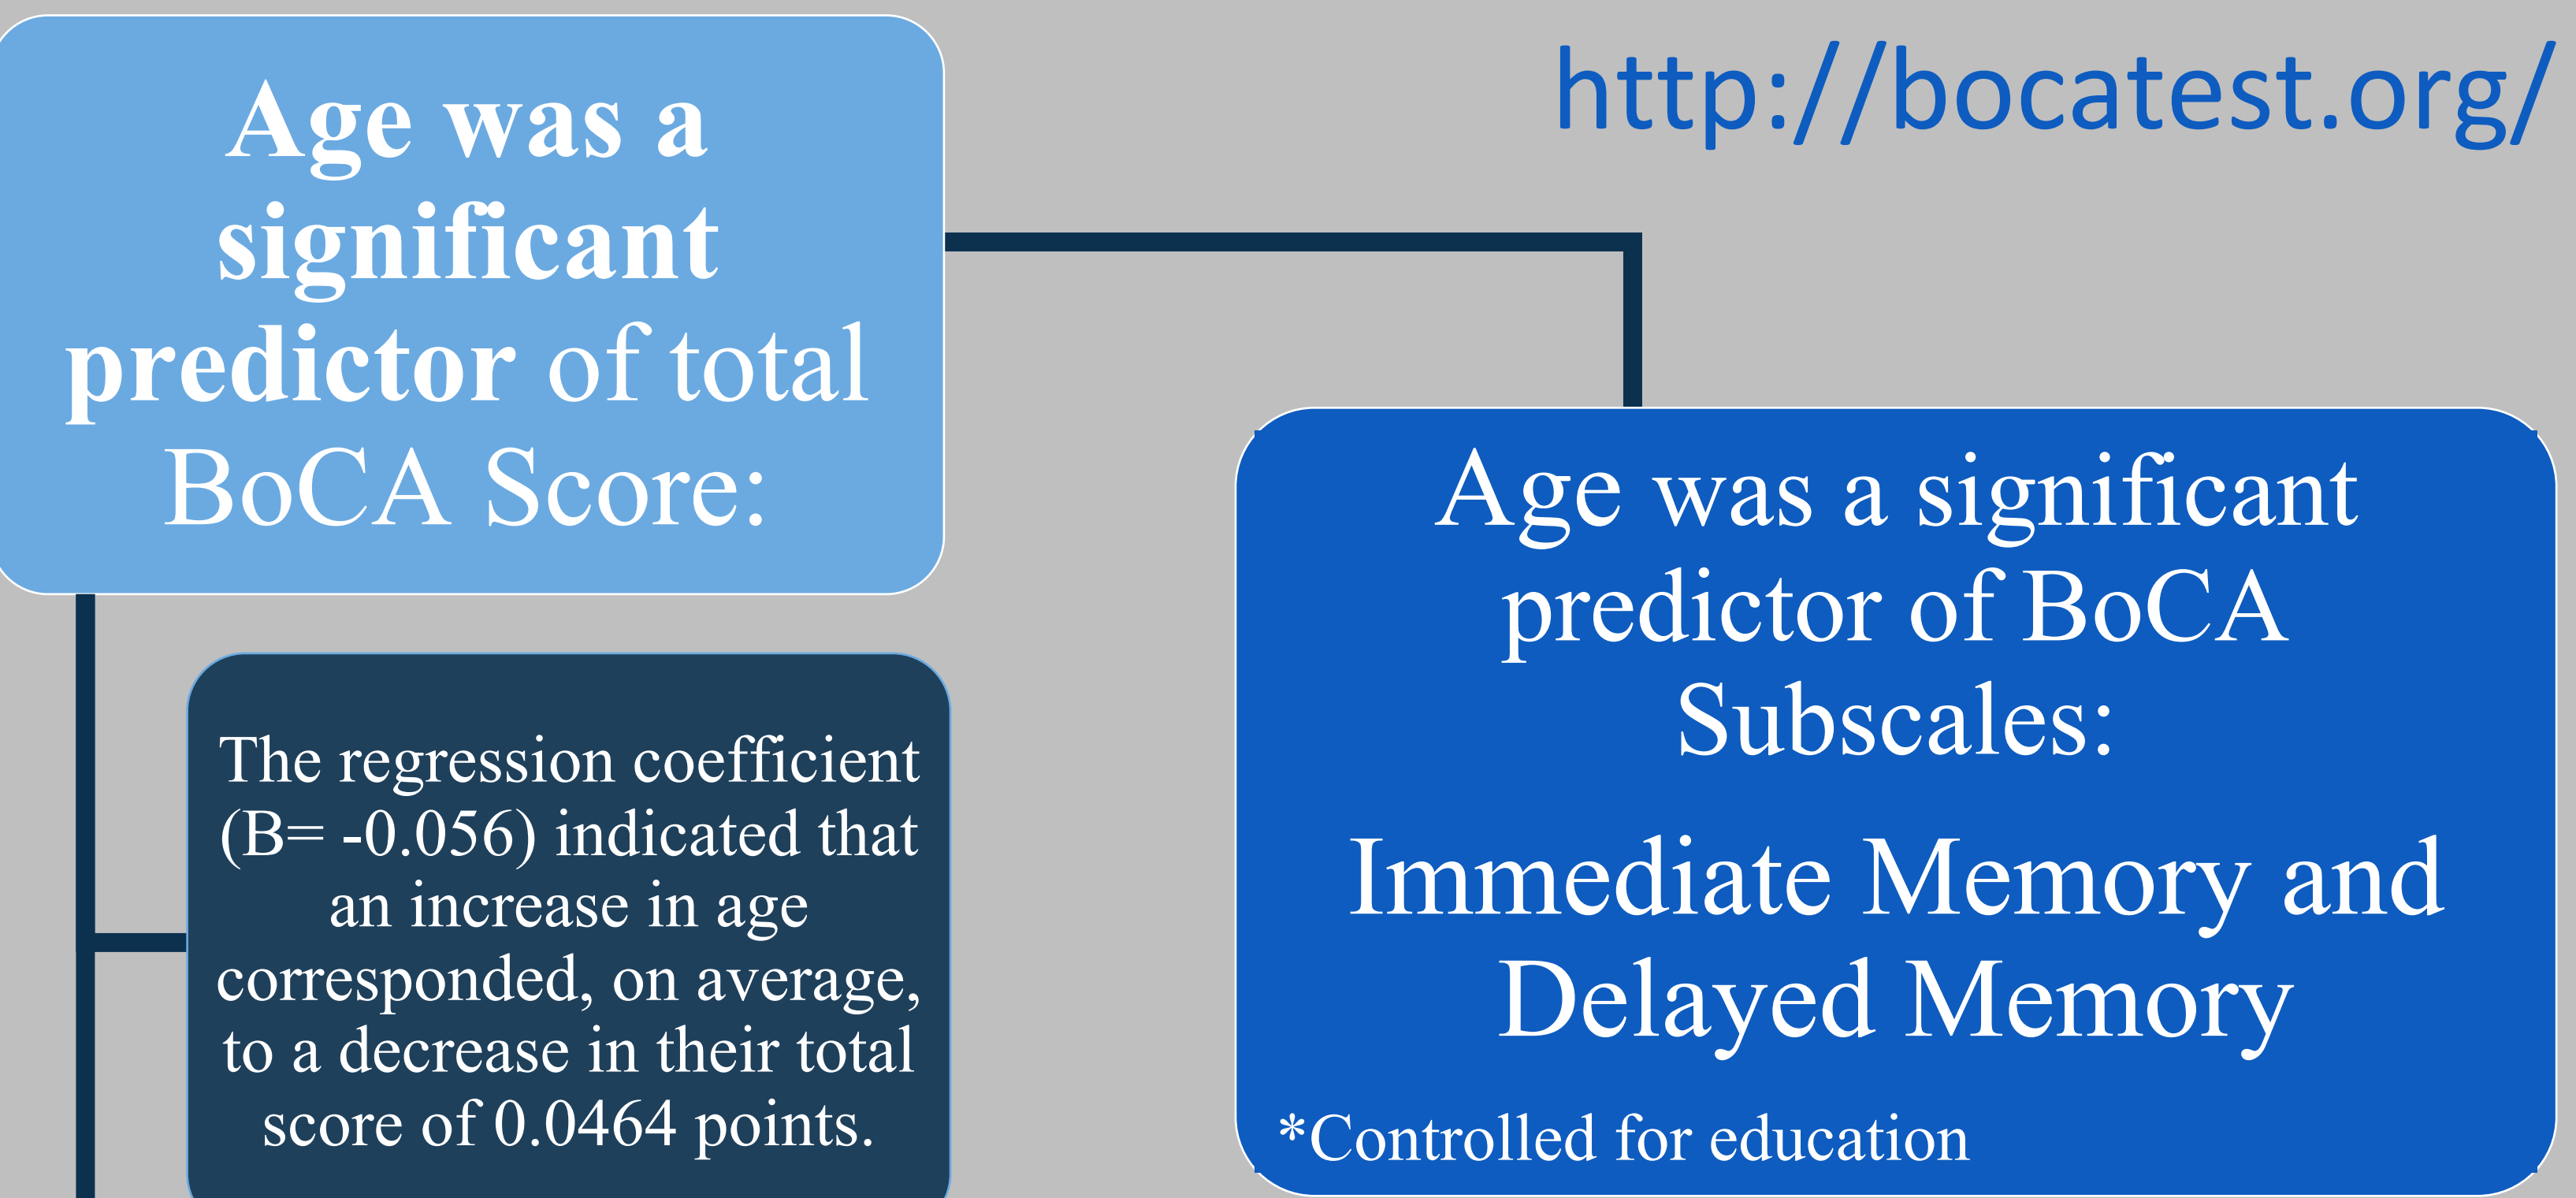 http://bocatest.org/
Age was a
significant
predictor of total
BoCA Score:
The regression coefficient
(B= -0.056) indicated that
an increase in age
corresponded, on average,
to a decrease in their total
score of 0.0464 points.
Age was a significant
predictor of BoCA
Subscales:
Immediate Memory and
Delayed Memory
*Controlled for education